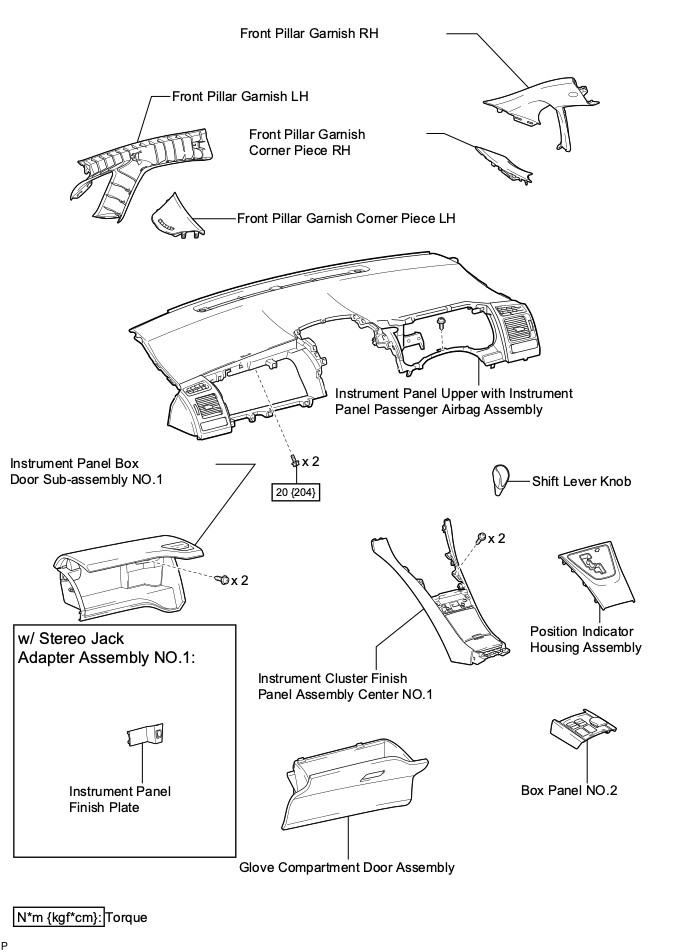 Front Pillar Garnish RH
Front Pillar Garnish LH
Front Pillar Garnish
Corner Piece RH
Front Pillar Garnish Corner Piece LH
Instrument Panel Upper with Instrument
Panel Passenger Airbag Assembly
Instrument Panel Box
Door Sub-assembly NO.1
x 2
20 {204}
Shift Lever Knob
x 2
x 2
w/ Stereo Jack
Adapter Assembly NO.1:
Position Indicator
Housing Assembly
Instrument Cluster Finish
Panel Assembly Center NO.1
Instrument Panel
Finish Plate
Box Panel NO.2
Glove Compartment Door Assembly
N*m {kgf*cm}: Torque
P